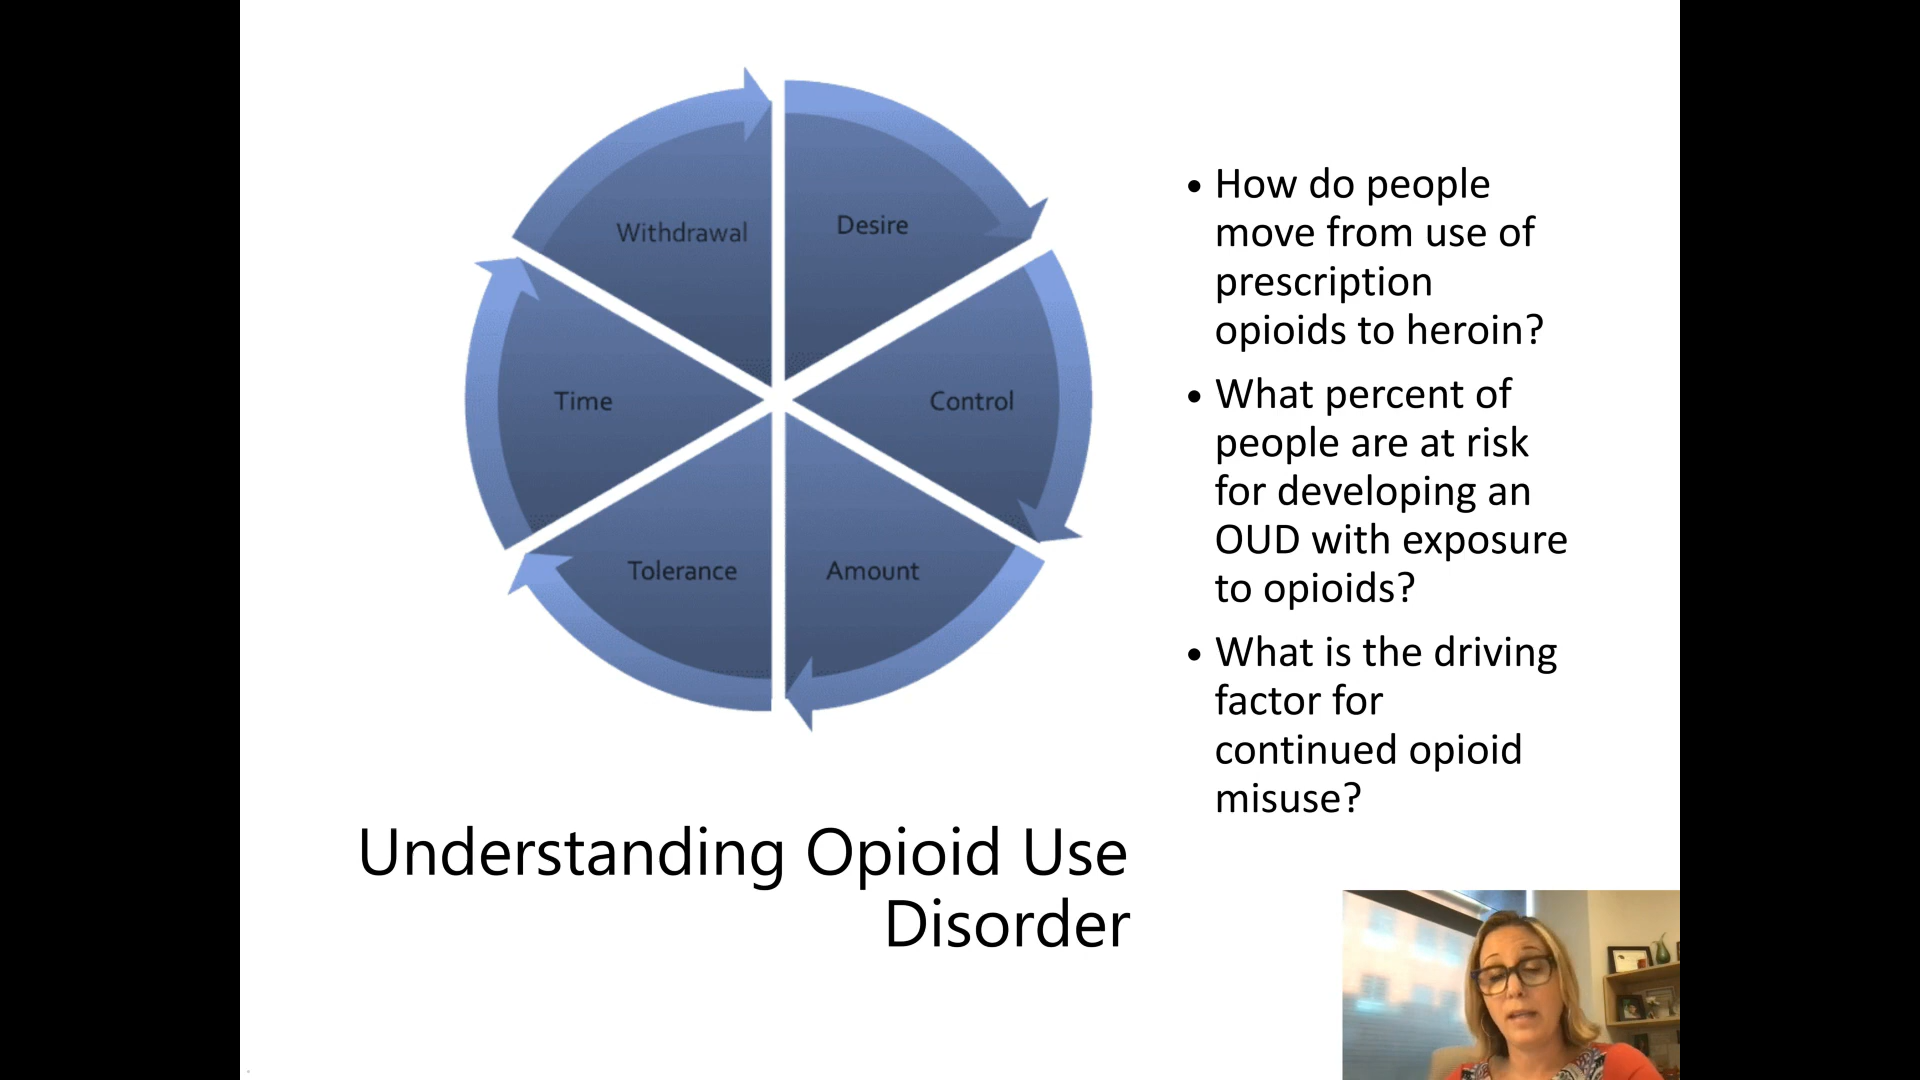 Withdrawal
Desire
Time
Control
Tolerance
Amount
• How do people
move from use of
prescription
opioids to heroin?
• What percent of
people are at risk
for developing an
OUD with exposure
to opioids?
• What is the driving
factor for
continued opioid
misuse?
Understanding Opioid Use
Disorder